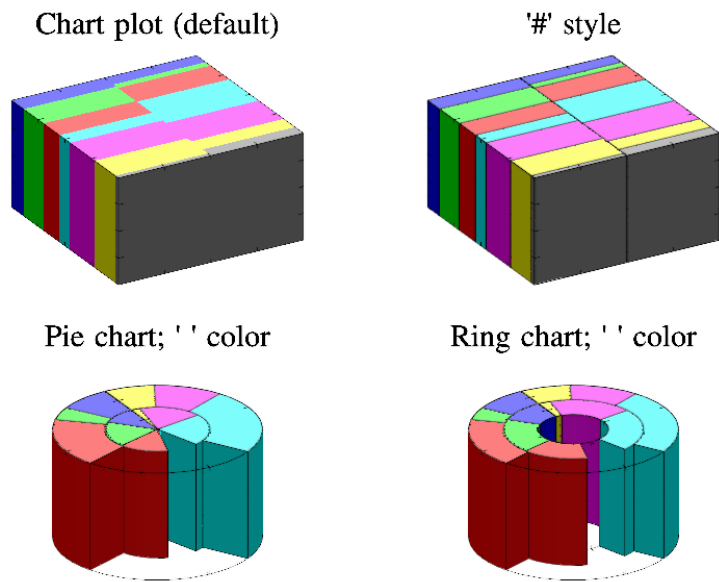 Chart plot (default)
'#' style
Pie chart; ' ' color
Ring chart; ' ' color